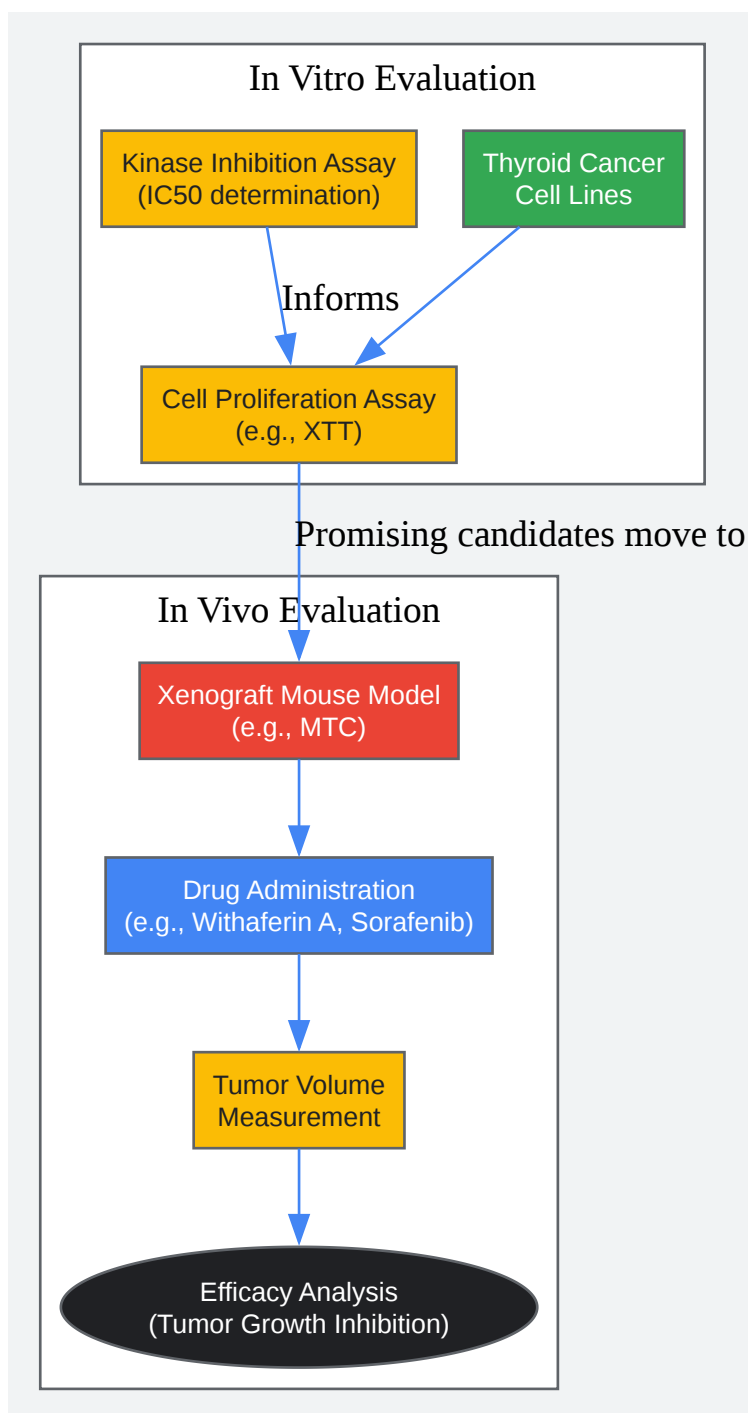 In Vitro Evaluation
Kinase Inhibition Assay
(IC50 determination)
Thyroid Cancer
Cell Lines
Informs
Cell Proliferation Assay
(e.g., XTT)
Promising candidates move to
In Vivo Evaluation
Xenograft Mouse Model
(e.g., MTC)
Drug Administration
(e.g., Withaferin A, Sorafenib)
Tumor Volume
Measurement
Efficacy Analysis
(Tumor Growth Inhibition)